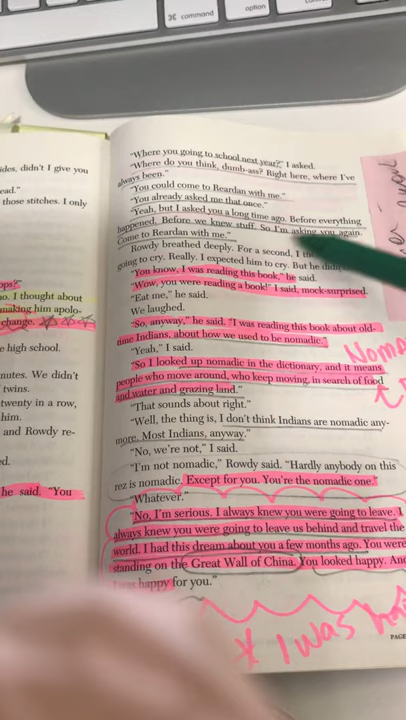 ⌘ command
option
ides, didn't I give you
ead."
those stitches. I only
ops?
no. I thought about
making him apolo-
change.
e high school.
nutes. We didn't
twins.
twenty in a row,
him.
and Rowdy re-
ed.
he said. "You
"Where you going to school next year?" I asked.
"Where do you think, dumb-ass? Right here, where I've
always been."
"You could come to Reardan with me."
"You already asked me that once."
"Yeah, but I asked you a long time ago. Before everything
happened. Before we knew stuff. So I'm asking you again.
Come to Reardan with me."
Rowdy breathed deeply. For a second, I
going to cry. Really. I expected him to cry. But he
"You know, I was reading this book," he said.
"Wow, you were reading a book!" I said, mock-surprised.
"Eat me," he said.
We laughed.
"So, anyway," he said. "I was reading this book about old-
time Indians, about how we used to be nomadic."
"Yeah," I said.
"So I looked up nomadic in the dictionary, and it means
people who move around, who keep moving, in search of food
and water and grazing land."
"That sounds about right."
"Well, the thing is, I don't think Indians are nomadic any-
more. Most Indians, anyway."
"No, we're not," I said.
"I'm not nomadic," Rowdy said. "Hardly anybody on this
rez is nomadic. Except for you. You're the nomadic one."
"Whatever."
"No, I'm serious. I always knew you were going to leave. I
always knew you were going to leave us behind and travel the
world. I had this dream about you a few months ago. You were
standing on the Great Wall of China. You looked happy. And
I was happy for you."
Noma
I was
PAGE